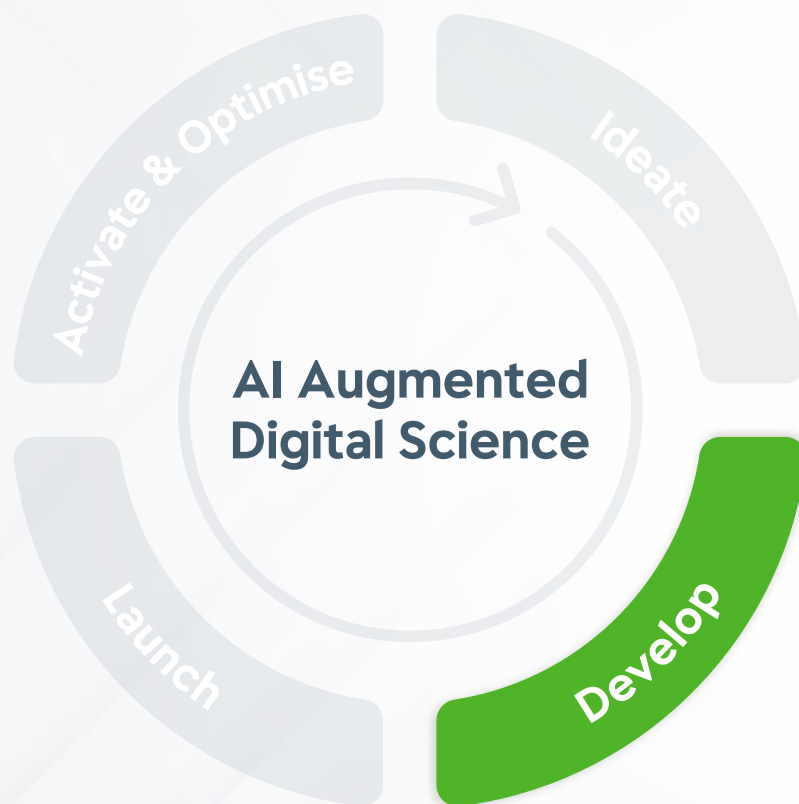 Activate & Optimise
Ideate
AI Augmented
Digital Science
Launch
Develop